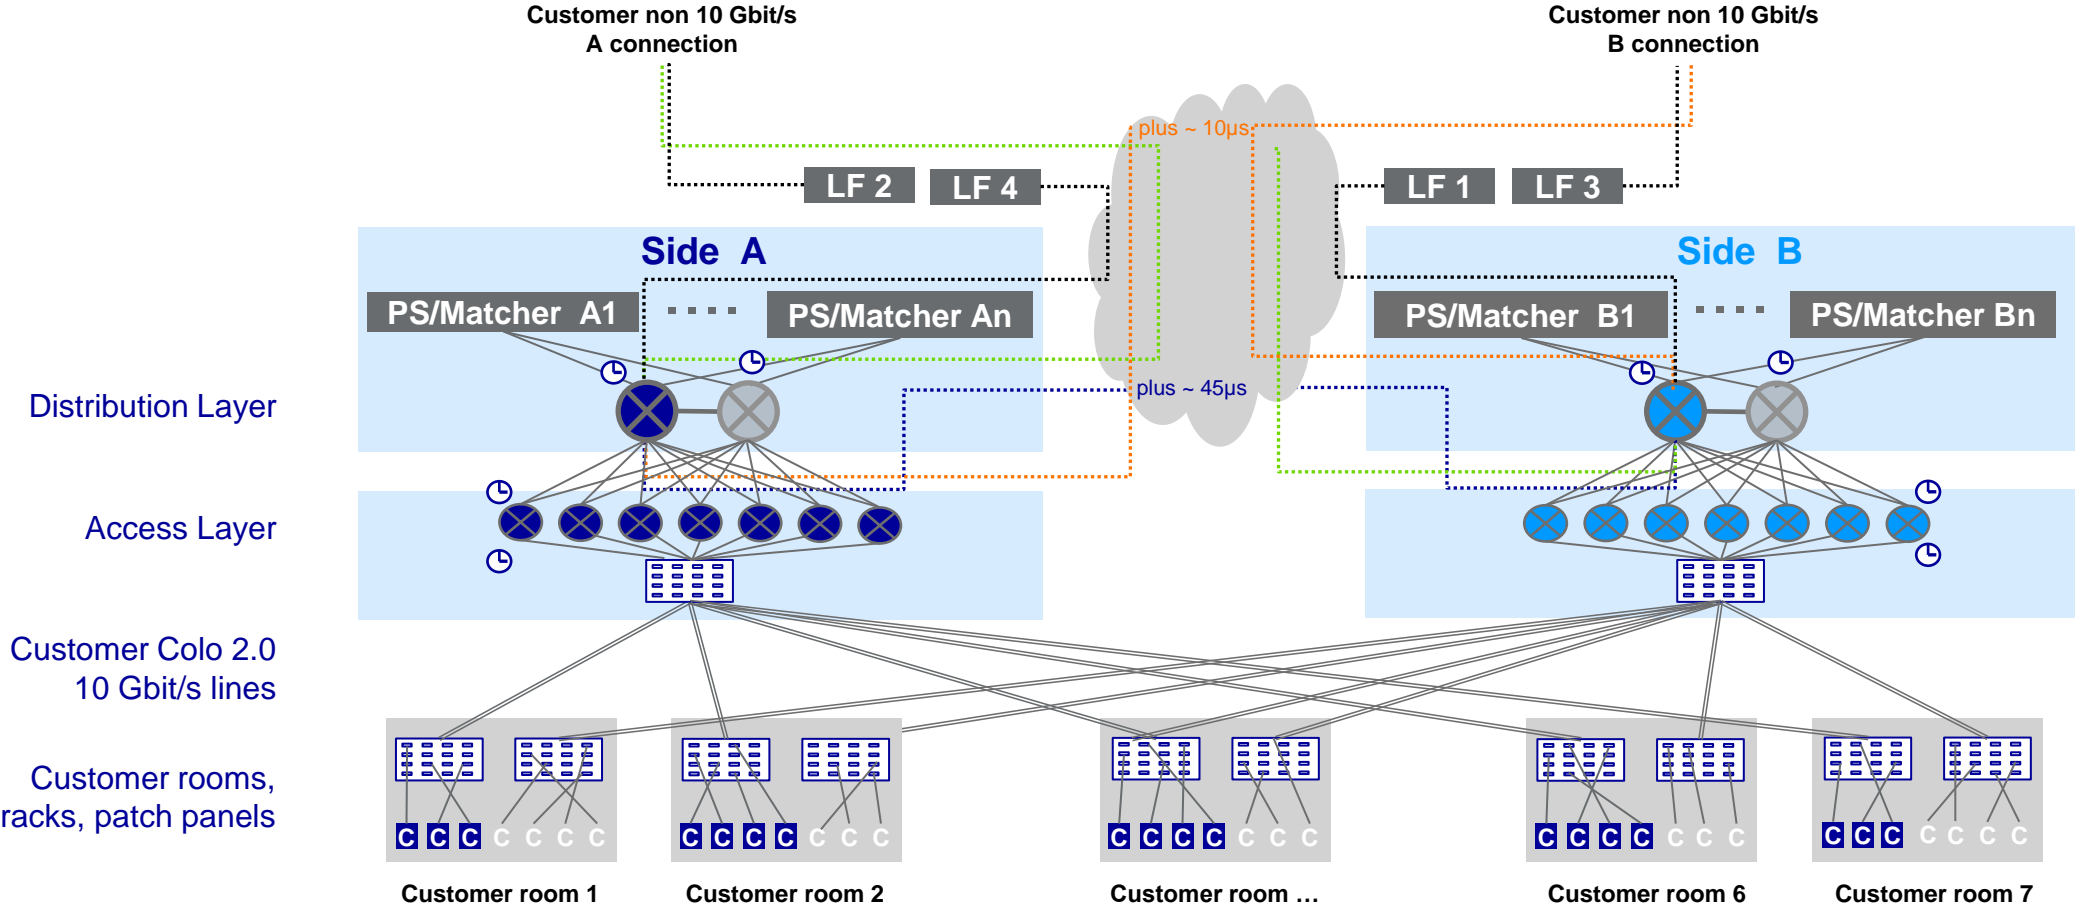 Customer non 10 Gbit/s
A connection
Customer non 10 Gbit/s
B connection
plus ~ 10µs
LF 2
LF 4
LF 1
LF 3
Side A
Side B
PS/Matcher A1
PS/Matcher An
PS/Matcher B1
PS/Matcher Bn
plus ~ 45µs
Distribution Layer
Access Layer
Customer Colo 2.0
10 Gbit/s lines
Customer rooms,
racks, patch panels
C C C C C C C
C C C C C C C
C C C C C C C
C C C C C C C
C C C C C C C
Customer room 1
Customer room 2
Customer room …
Customer room 6
Customer room 7